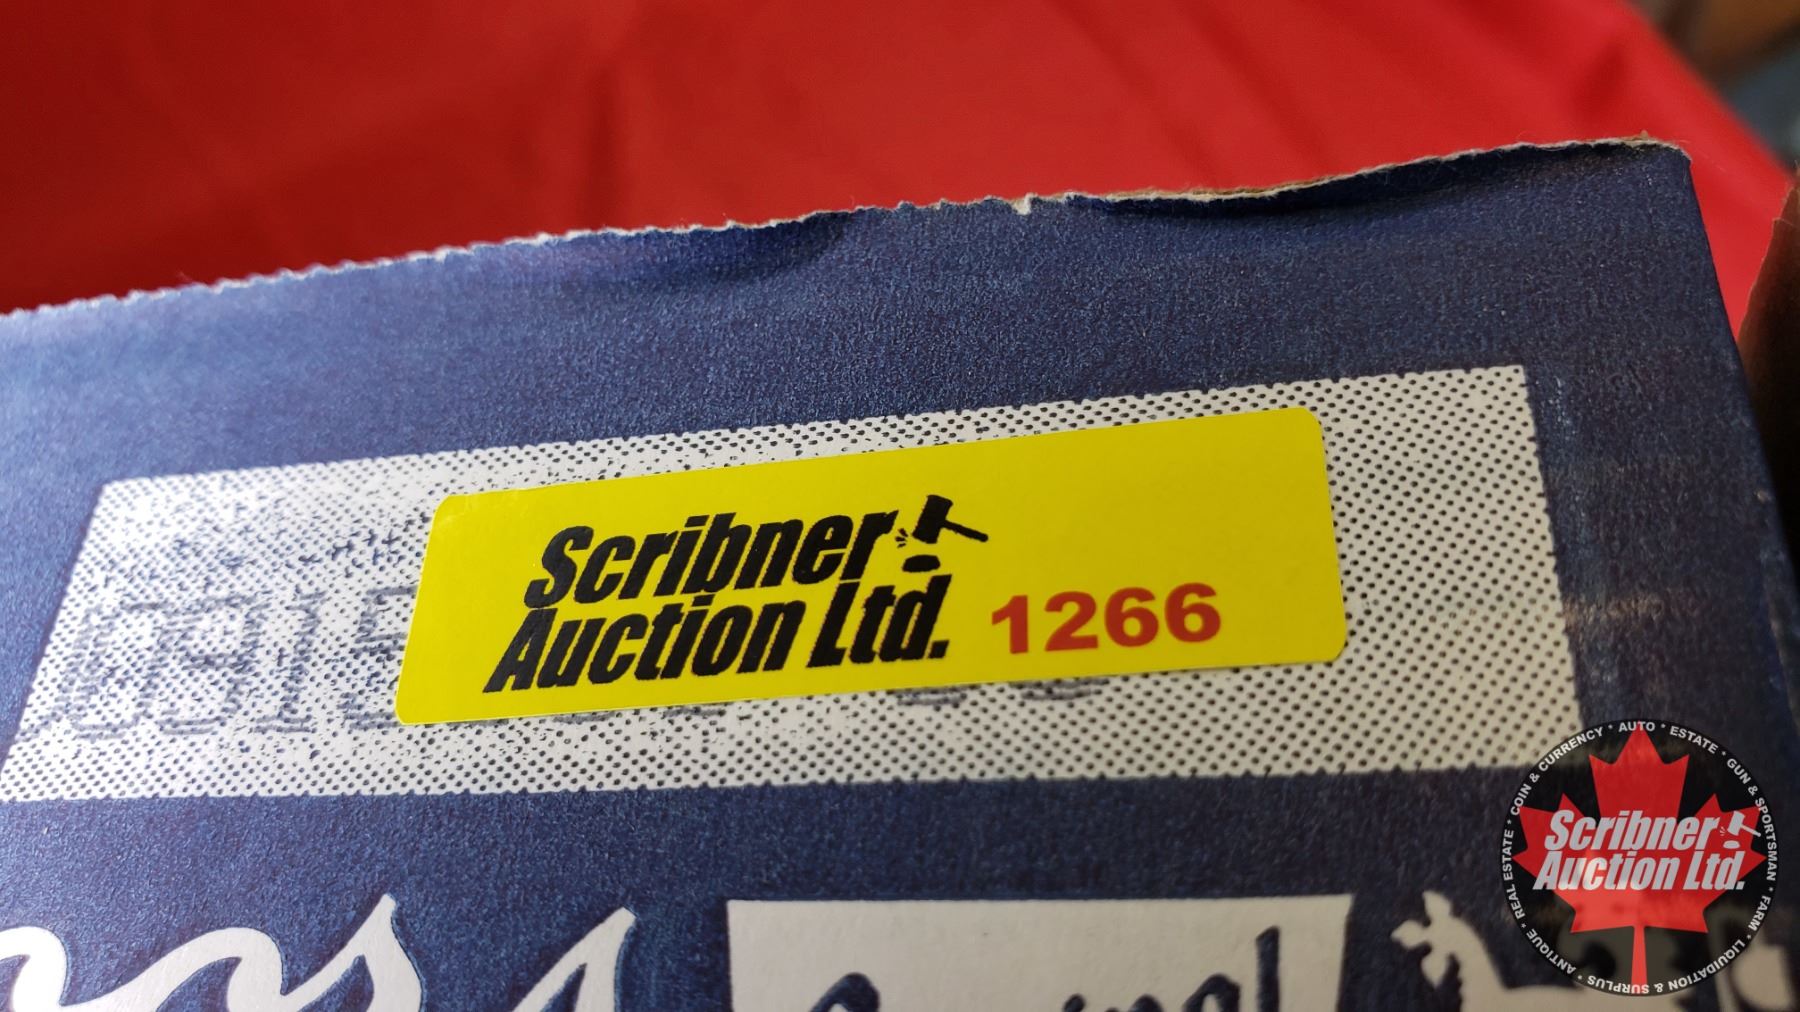 Scribner
Auction Ltd. 1266
ANTIQUE * REAL ESTATE * COIN & CURRENCY * AUTO * ESTATE * GUN & SPORTSMAN * FARM * LIQUIDATION & SURPLUS *
Scribner
Auction Ltd.